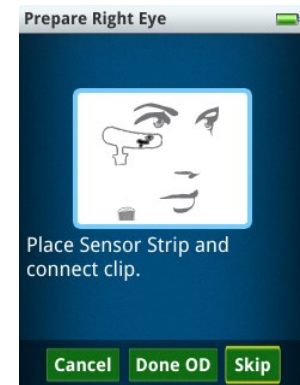 Prepare Right Eye
Place Sensor Strip and
connect clip.
Cancel
Done OD
Skip